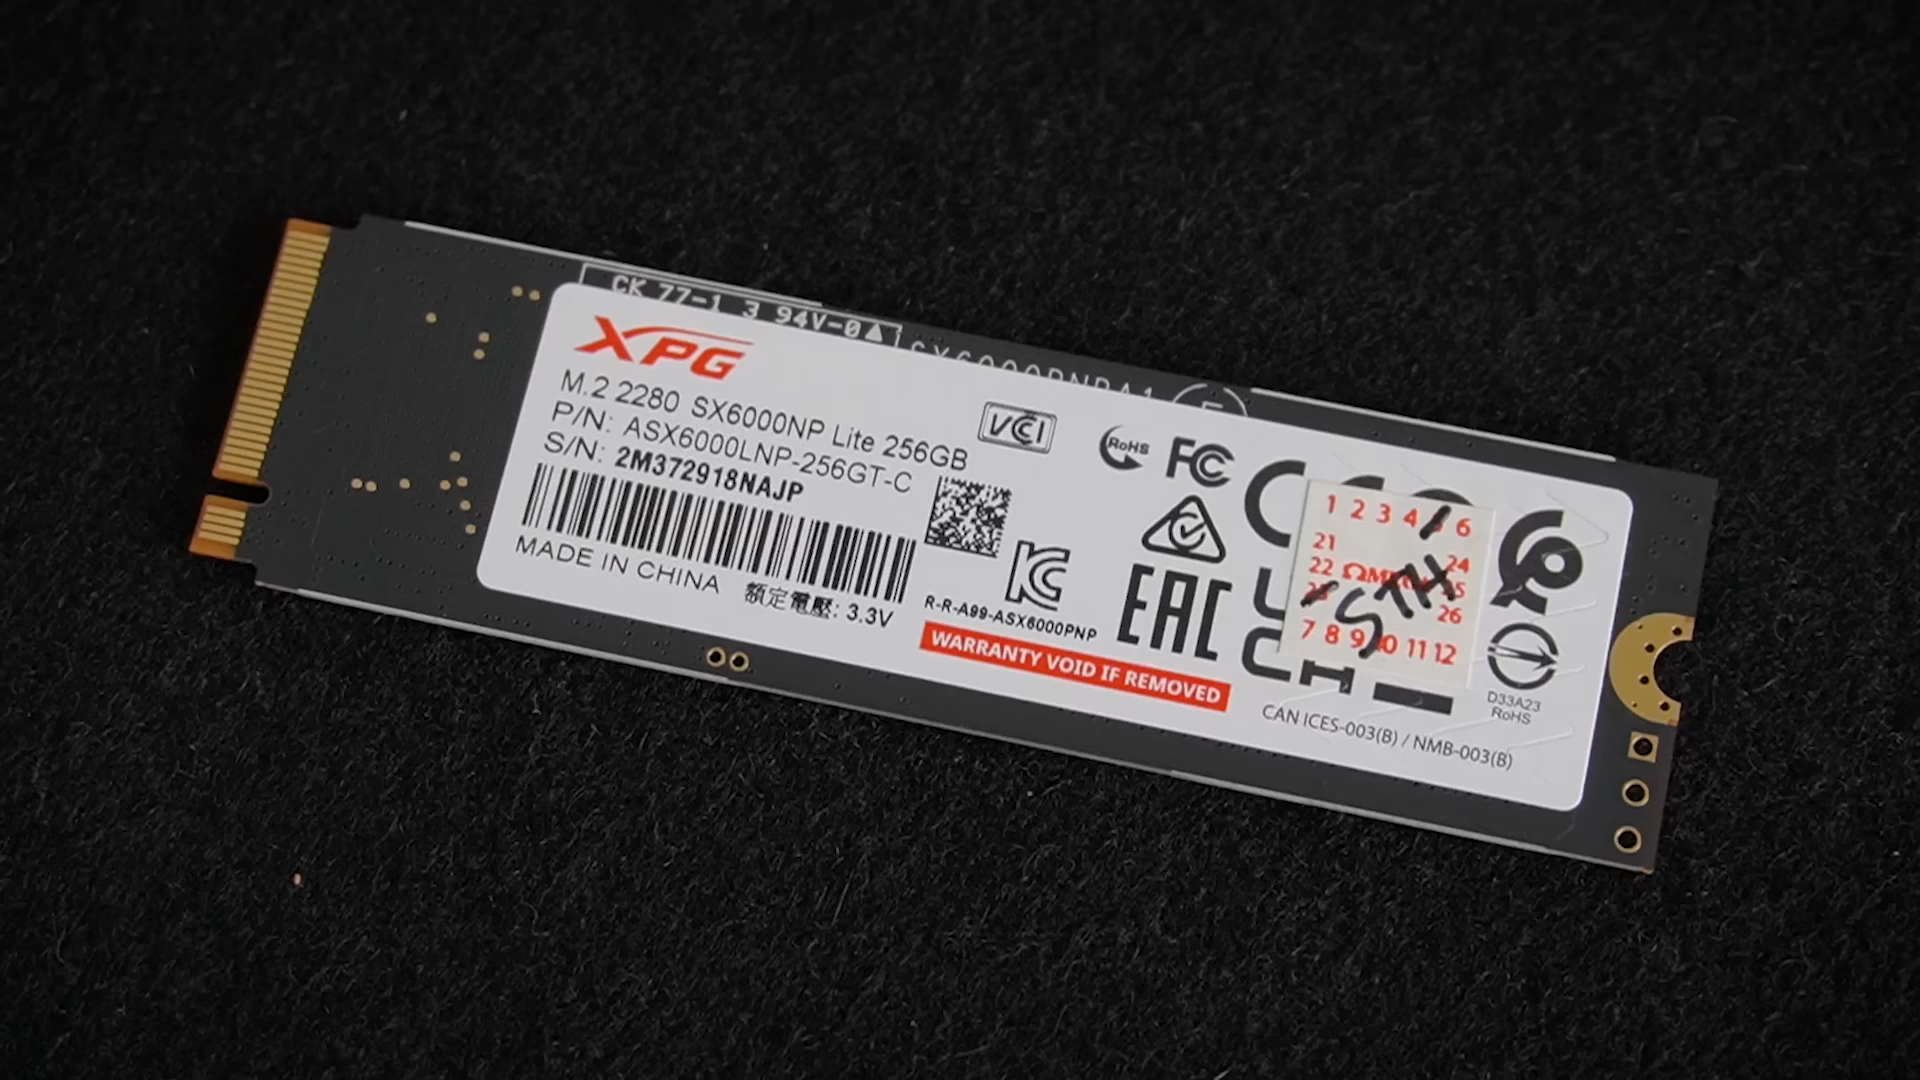 CK 77-1 3 94V-0
XPG
M.2 2280 SX6000NP Lite 256GB
P/N: ASX6000LNP-256GT-C
S/N: 2M372918NAJP
MADE IN CHINA
額定電壓: 3.3V
VCCI
RoHS
FC
KC
R-R-A99-ASX6000PNP
WARRANTY VOID IF REMOVED
EAC
1 2 3 4 6
21 24
22 25
26
STH
7 8 9 10 11 12
D33A23
RoHS
CAN ICES-003(B) / NMB-003(B)